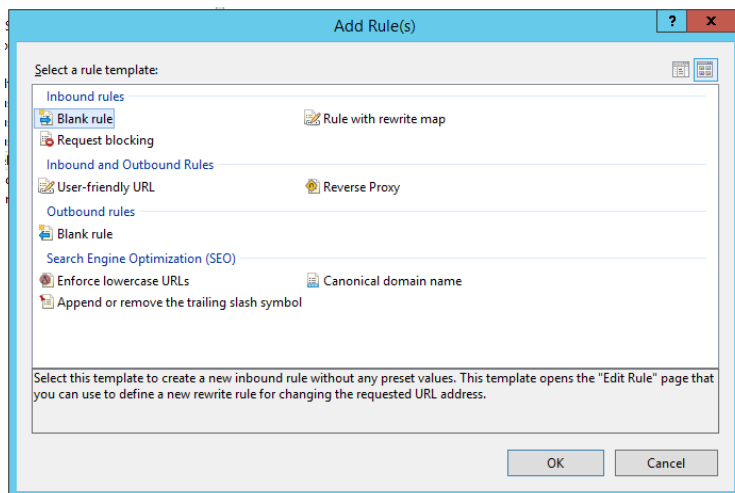 Add Rule(s)
?
x
Select a rule template:
Inbound rules
Blank rule
Rule with rewrite map
Request blocking
Inbound and Outbound Rules
User-friendly URL
Reverse Proxy
Outbound rules
Blank rule
Search Engine Optimization (SEO)
Enforce lowercase URLs
Canonical domain name
Append or remove the trailing slash symbol
Select this template to create a new inbound rule without any preset values. This template opens the "Edit Rule" page that
you can use to define a new rewrite rule for changing the requested URL address.
OK
Cancel